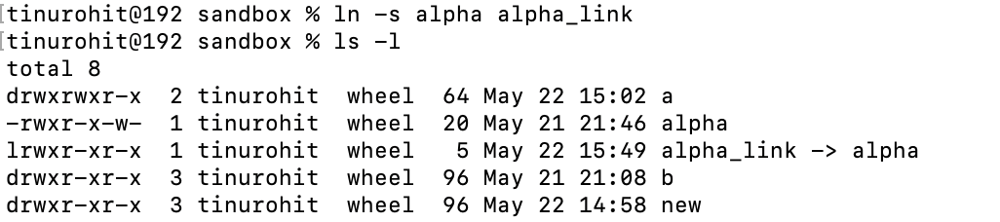 [tinurohit@192 sandbox % ln -s alpha alpha_link
[tinurohit@192 sandbox % ls -l
total 8
drwxrwxr-x  2 tinurohit  wheel  64 May 22 15:02 a
-rwxr-x-w-  1 tinurohit  wheel  20 May 21 21:46 alpha
lrwxr-xr-x  1 tinurohit  wheel   5 May 22 15:49 alpha_link -> alpha
drwxr-xr-x  3 tinurohit  wheel  96 May 21 21:08 b
drwxr-xr-x  3 tinurohit  wheel  96 May 22 14:58 new